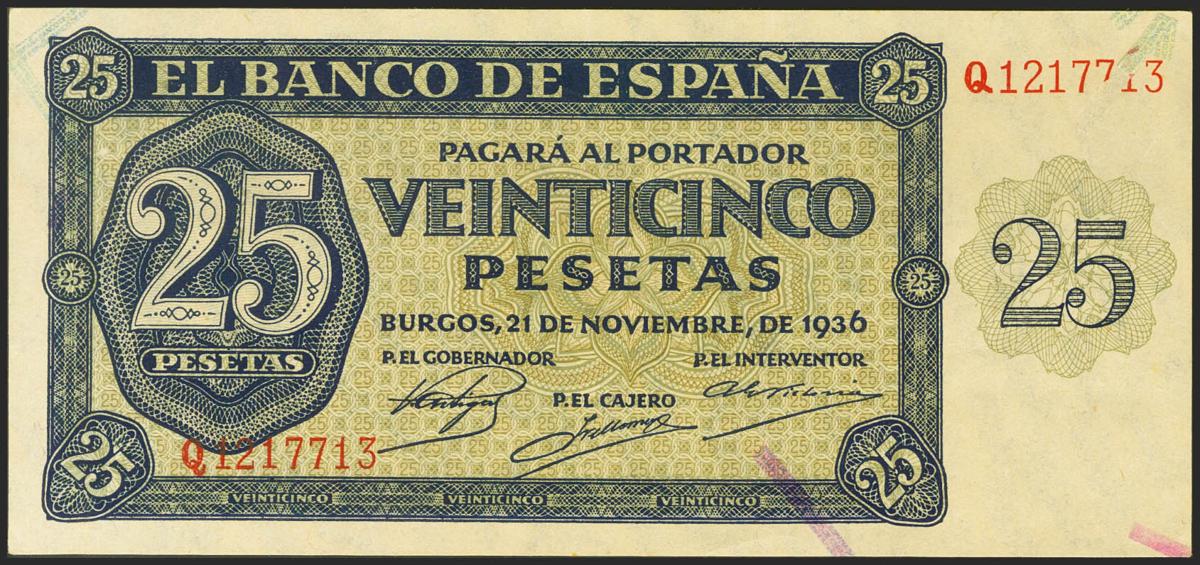 25 EL BANCO DE ESPAÑA 25
Q1217713
PAGARÁ AL PORTADOR
VEINTICINCO
PESETAS
25
PESETAS
25
25
25
BURGOS, 21 DE NOVIEMBRE, DE 1936
P. EL GOBERNADOR
P. EL INTERVENTOR
P. EL CAJERO
Q1217713
25
25
VEINTICINCO
VEINTICINCO
VEINTICINCO